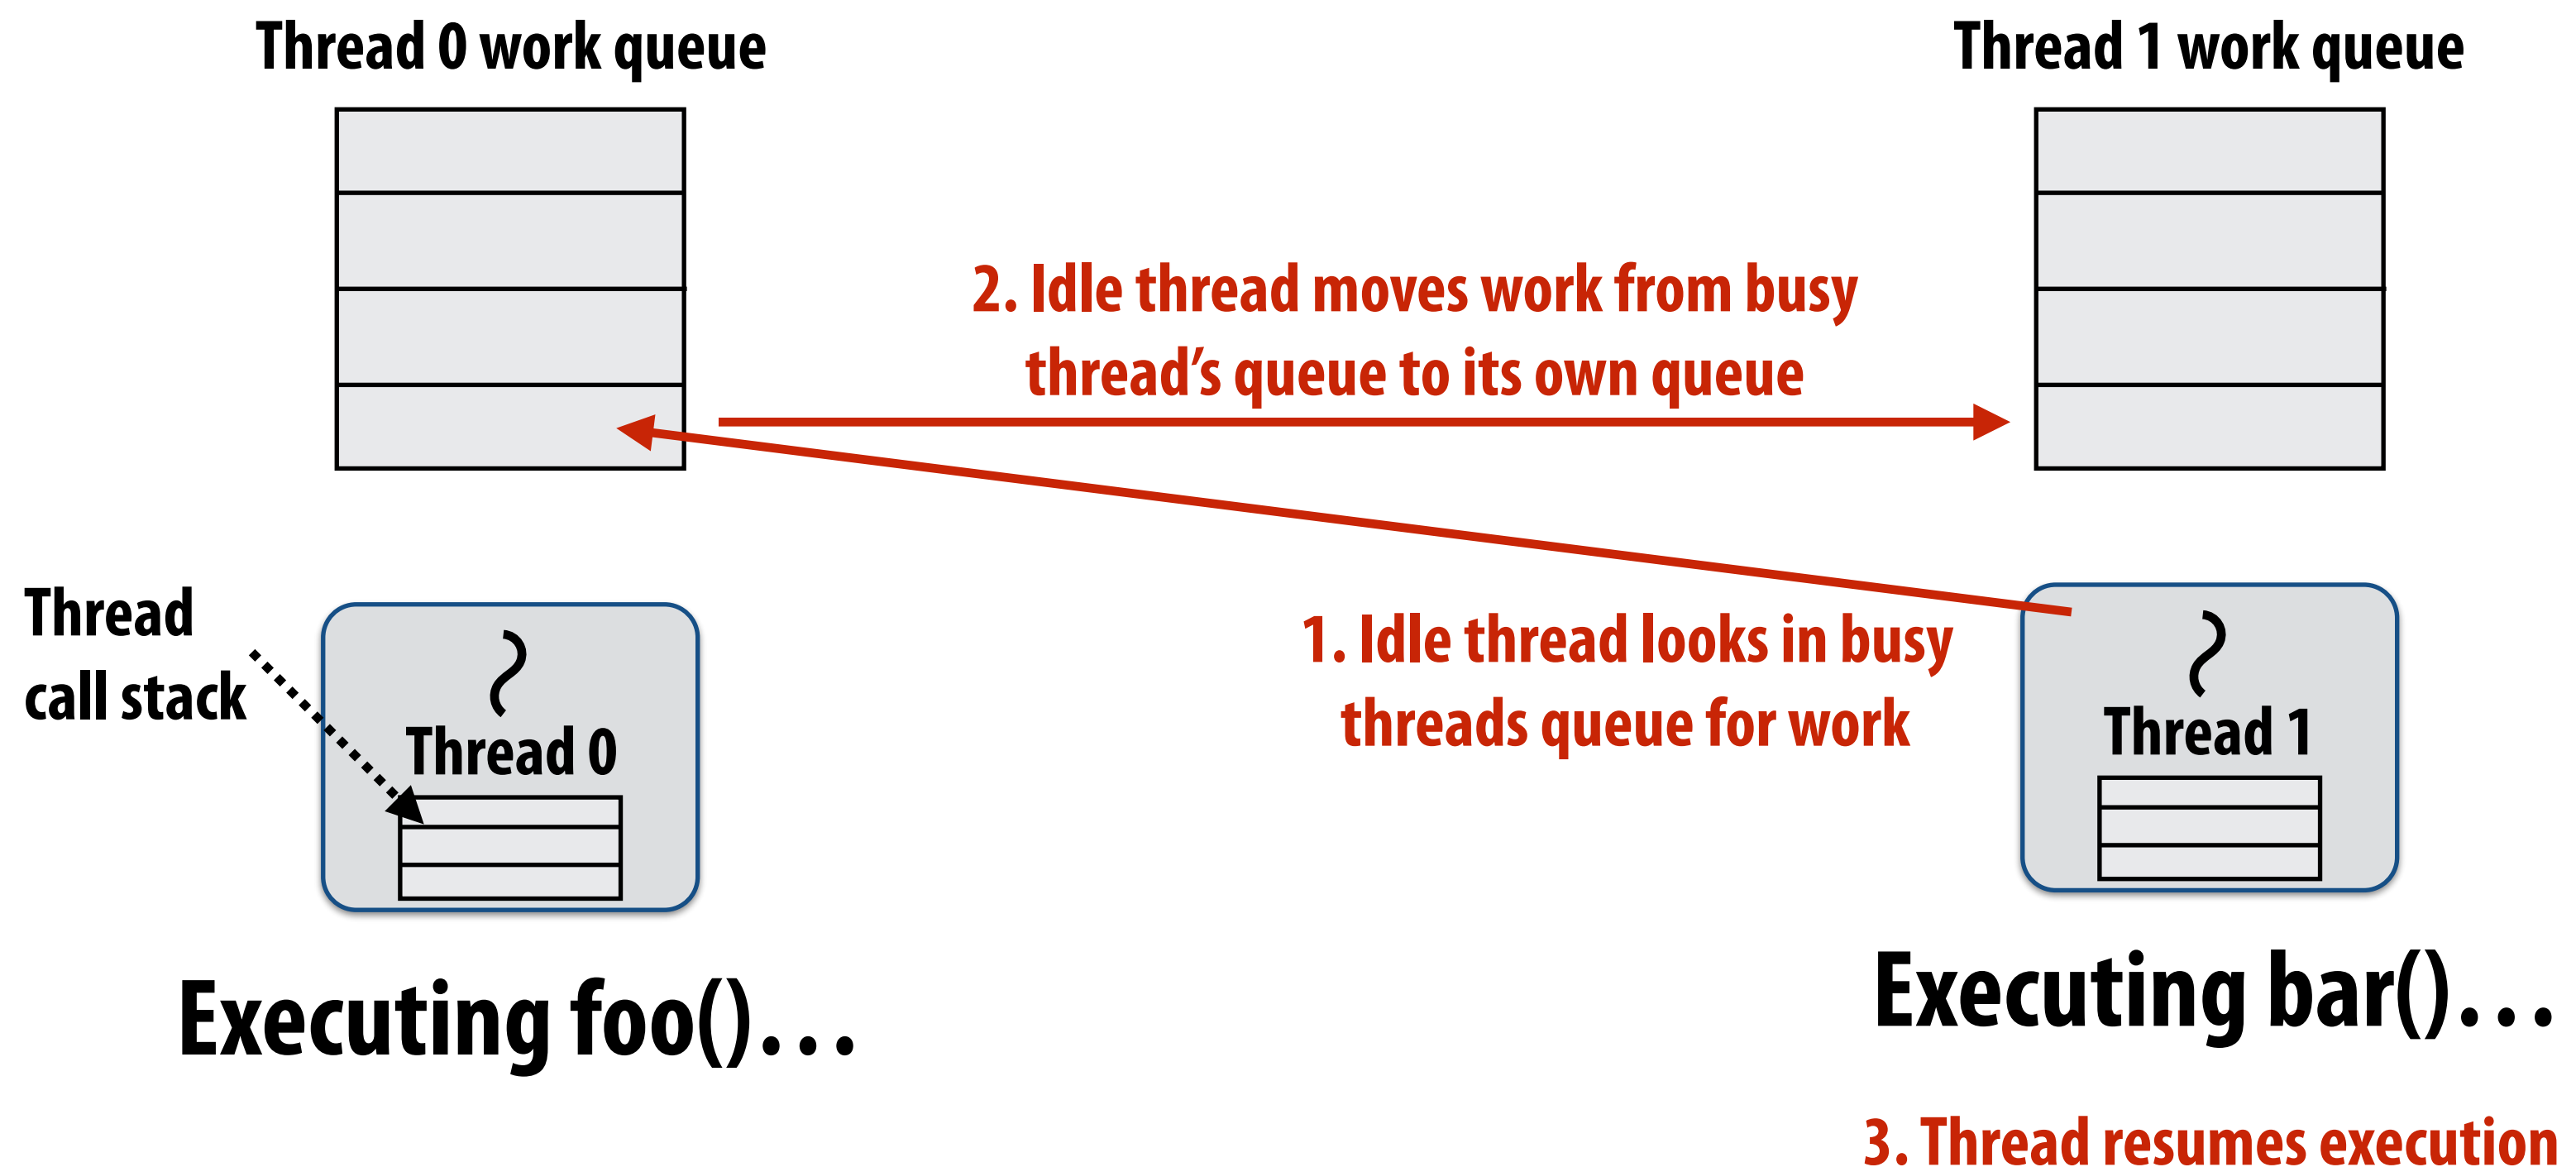 Thread 0 work queue
Thread 1 work queue
2. Idle thread moves work from busy
thread’s queue to its own queue
Thread
call stack
1. Idle thread looks in busy
threads queue for work
Thread 0
Thread 1
Executing foo()…
Executing bar()…
3. Thread resumes execution